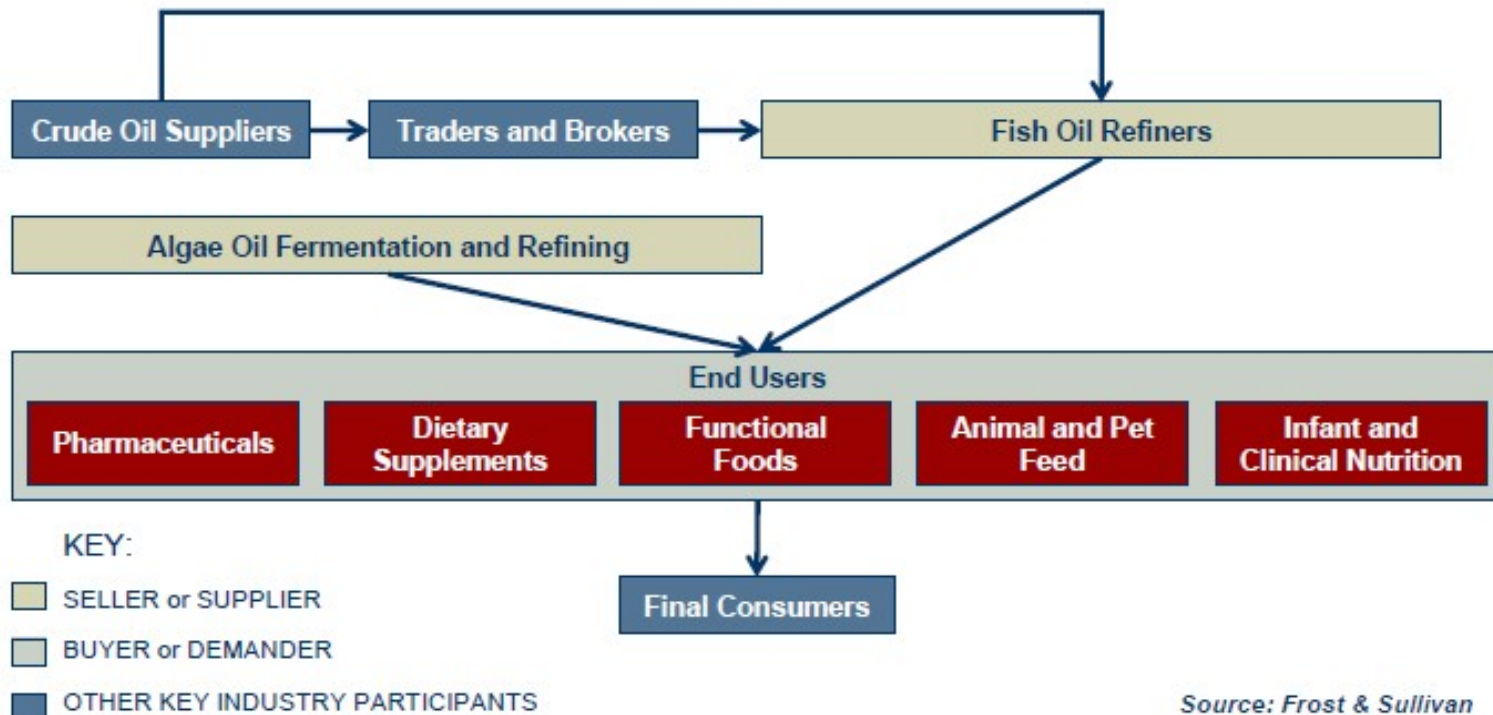 Crude Oil Suppliers
Traders and Brokers
Fish Oil Refiners
Algae Oil Fermentation and Refining
End Users
Pharmaceuticals
Dietary
Supplements
Functional
Foods
Animal and Pet
Feed
Infant and
Clinical Nutrition
KEY:
SELLER or SUPPLIER
BUYER or DEMANDER
OTHER KEY INDUSTRY PARTICIPANTS
Final Consumers
Source: Frost & Sullivan